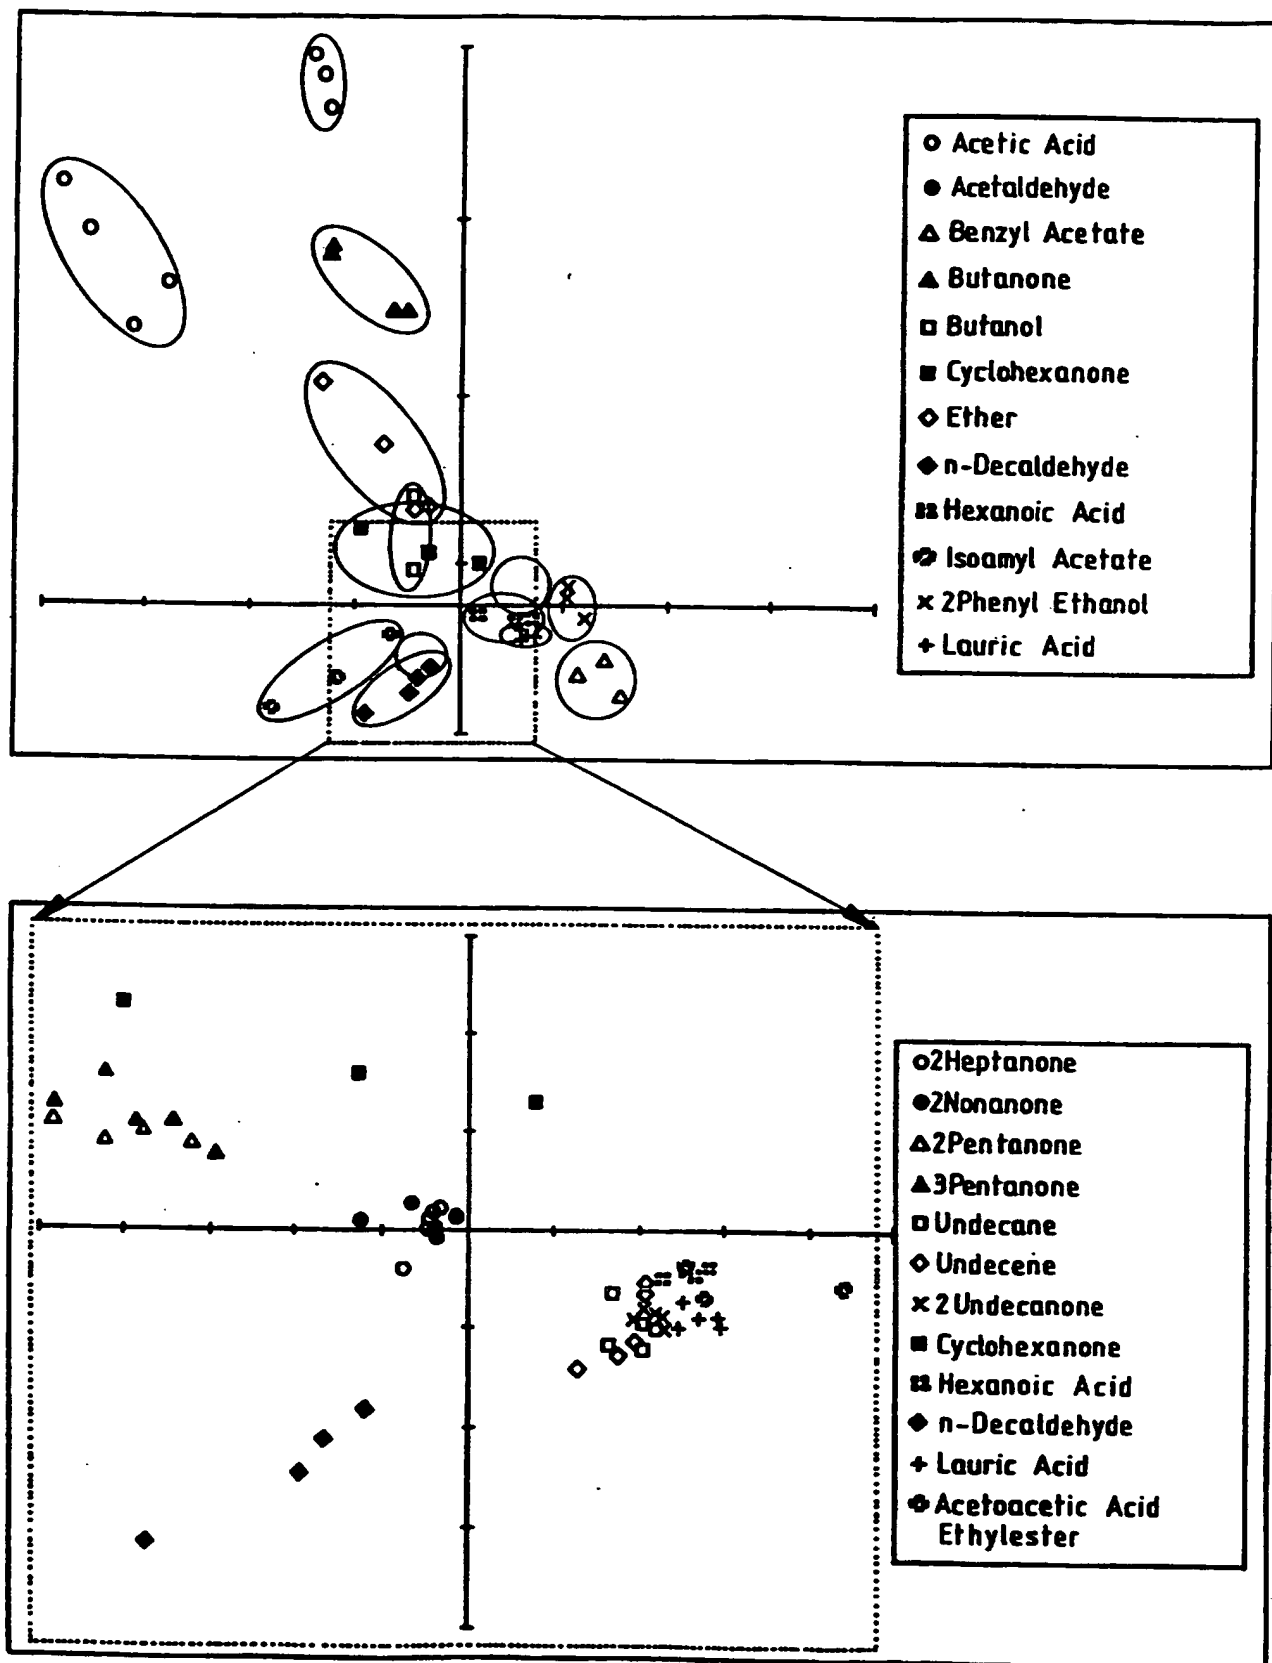 Acetic Acid
Acetaldehyde
Benzyl Acetate
Butanone
Butanol
Cyclohexanone
Ether
n-Decaldehyde
Hexanoic Acid
Isoamyl Acetate
2Phenyl Ethanol
Lauric Acid
2Heptanone
2Nonanone
2Pentanone
3Pentanone
Undecane
Undecene
2Undecanone
Cyclohexanone
Hexanoic Acid
n-Decaldehyde
Lauric Acid
Acetoacetic Acid
Ethylester